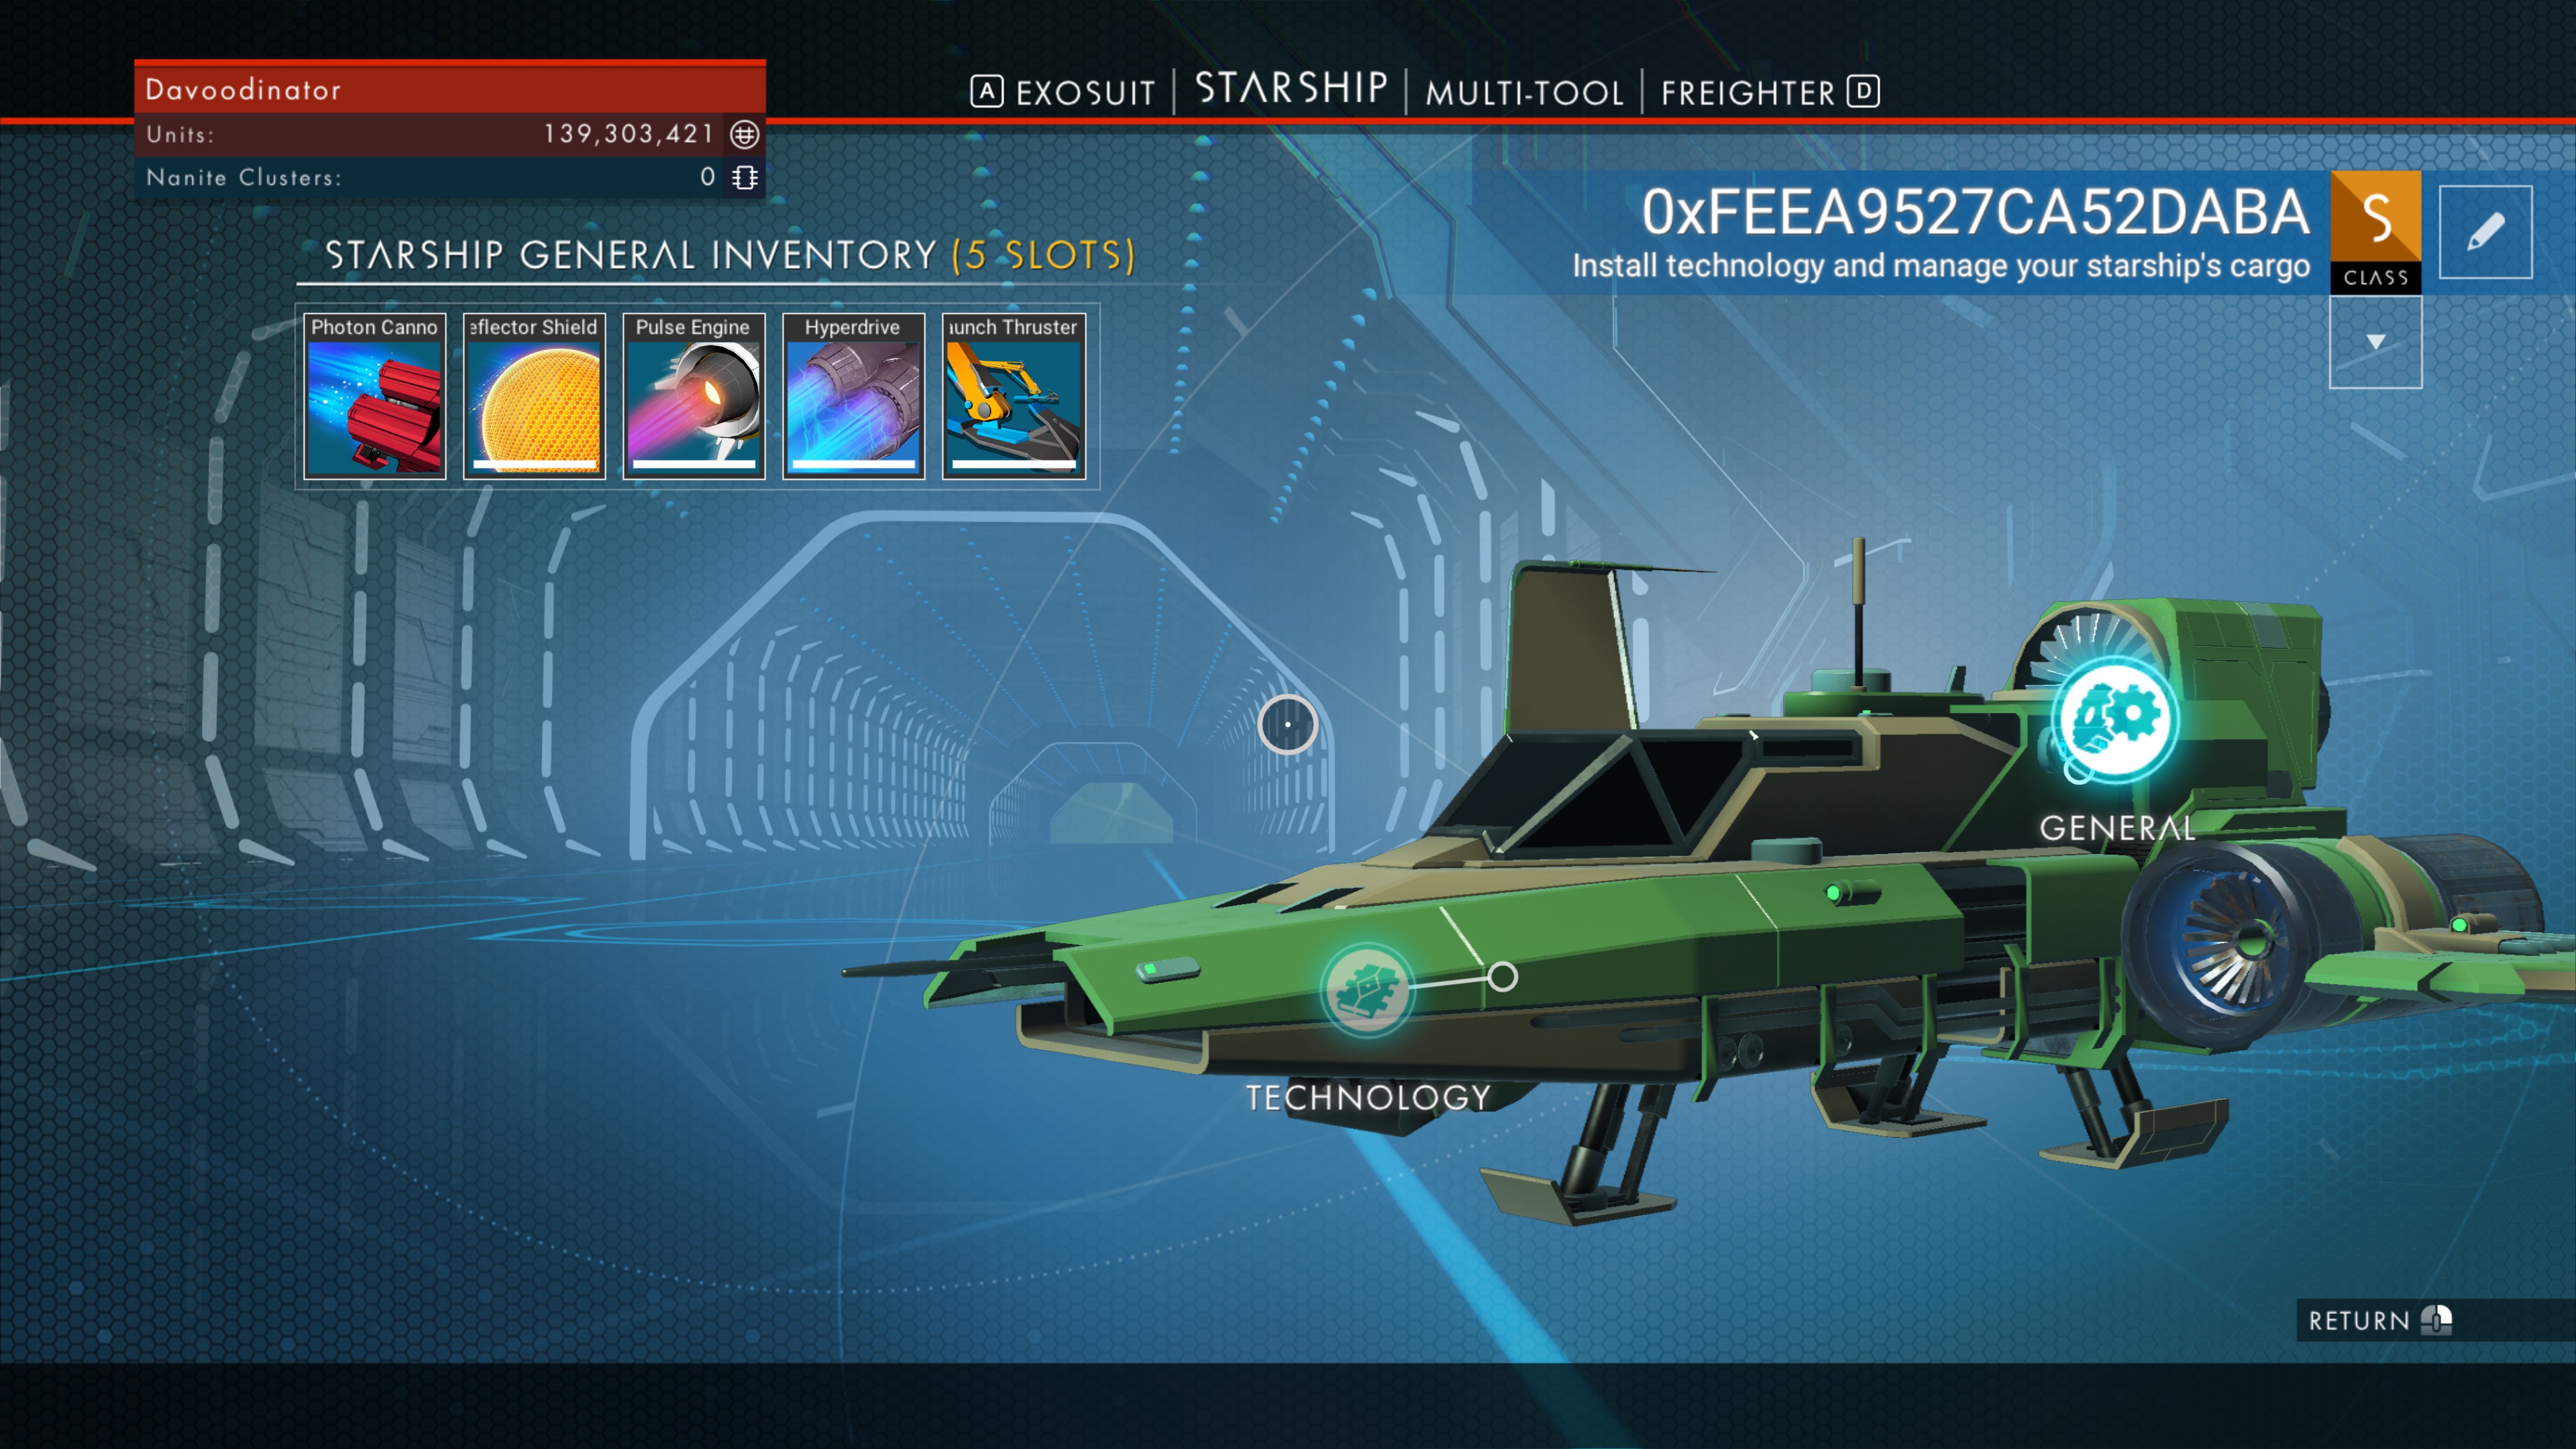 Davoodinator
Units: 139,303,421
Nanite Clusters: 0
A EXOSUIT STARSHIP MULTI-TOOL FREIGHTER D
0xFEEA9527CA52DABA
Install technology and manage your starship's cargo
S
CLASS
STARSHIP GENERAL INVENTORY (5 SLOTS)
Photon Canno
eflector Shield
Pulse Engine
Hyperdrive
aunch Thruster
GENERAL
TECHNOLOGY
RETURN